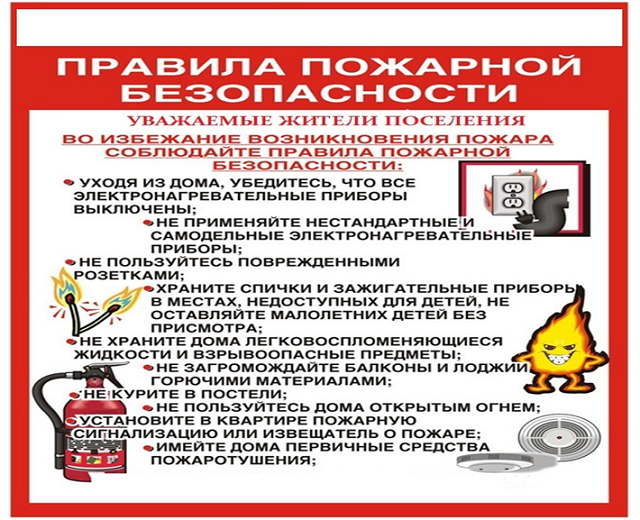 ПРАВИЛА ПОЖАРНОЙ
БЕЗОПАСНОСТИ
УВАЖАЕМЫЕ ЖИТЕЛИ ПОСЕЛЕНИЯ
ВО ИЗБЕЖАНИЕ ВОЗНИКНОВЕНИЯ ПОЖАРА
СОБЛЮДАЙТЕ ПРАВИЛА ПОЖАРНОЙ
БЕЗОПАСНОСТИ:
• УХОДЯ ИЗ ДОМА, УБЕДИТЕСЬ, ЧТО ВСЕ
ЭЛЕКТРОНАГРЕВАТЕЛЬНЫЕ ПРИБОРЫ
ВЫКЛЮЧЕНЫ;
• НЕ ПРИМЕНЯЙТЕ НЕСТАНДАРТНЫЕ И
САМОДЕЛЬНЫЕ ЭЛЕКТРОНАГРЕВАТЕЛЬНЫЕ
ПРИБОРЫ;
• НЕ ПОЛЬЗУЙТЕСЬ ПОВРЕЖДЕННЫМИ
РОЗЕТКАМИ;
• ХРАНИТЕ СПИЧКИ И ЗАЖИГАТЕЛЬНЫЕ ПРИБОРЫ
В МЕСТАХ, НЕДОСТУПНЫХ ДЛЯ ДЕТЕЙ, НЕ
ОСТАВЛЯЙТЕ МАЛОЛЕТНИХ ДЕТЕЙ БЕЗ
ПРИСМОТРА;
• НЕ ХРАНИТЕ ДОМА ЛЕГКОВОСПЛОМЕНЯЮЩИЕСЯ
ЖИДКОСТИ И ВЗРЫВООПАСНЫЕ ПРЕДМЕТЫ;
• НЕ ЗАГРОМОЖДАЙТЕ БАЛКОНЫ И ЛОДЖИИ
ГОРЮЧИМИ МАТЕРИАЛАМИ;
• НЕ КУРИТЕ В ПОСТЕЛИ;
• НЕ ПОЛЬЗУЙТЕСЬ ДОМА ОТКРЫТЫМ ОГНЕМ;
• УСТАНОВИТЕ В КВАРТИРЕ ПОЖАРНУЮ
СИГНАЛИЗАЦИЮ ИЛИ ИЗВЕЩАТЕЛЬ О ПОЖАРЕ;
• ИМЕЙТЕ ДОМА ПЕРВИЧНЫЕ СРЕДСТВА
ПОЖАРОТУШЕНИЯ;